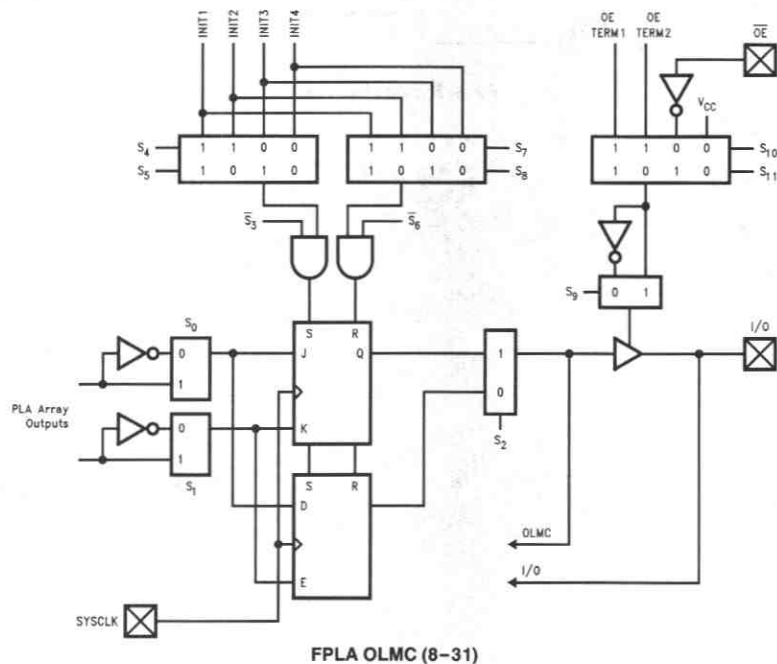 INIT1 INIT2 INIT3 INIT4
OE TERM1
OE TERM2
OE
VCC
S4 1 1 0 0
S5 1 0 1 0
1 1 0 0 S7
1 0 1 0 S8
1 1 0 0 S10
1 0 1 0 S11
S3
S6
S9 0 1
I/O
S0
S R
0
J Q
1
1
PLA Array
Outputs
0
K
0
1
S2
S1
S R
D
OLMC
E
I/O
SYSCLK
FPLA OLMC (8–31)